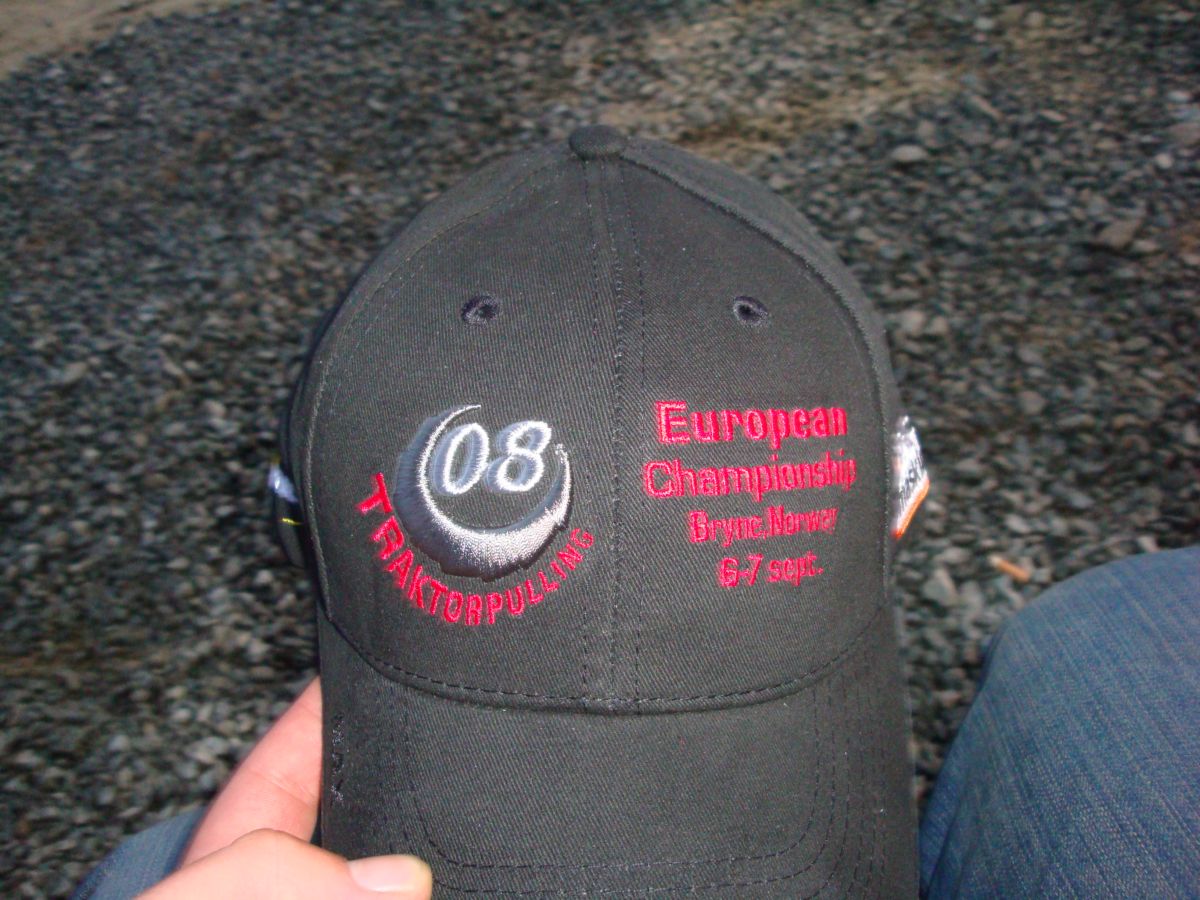 08
TRAKTORPULLING
European
Championship
Bryne, Norway
6-7 sept.